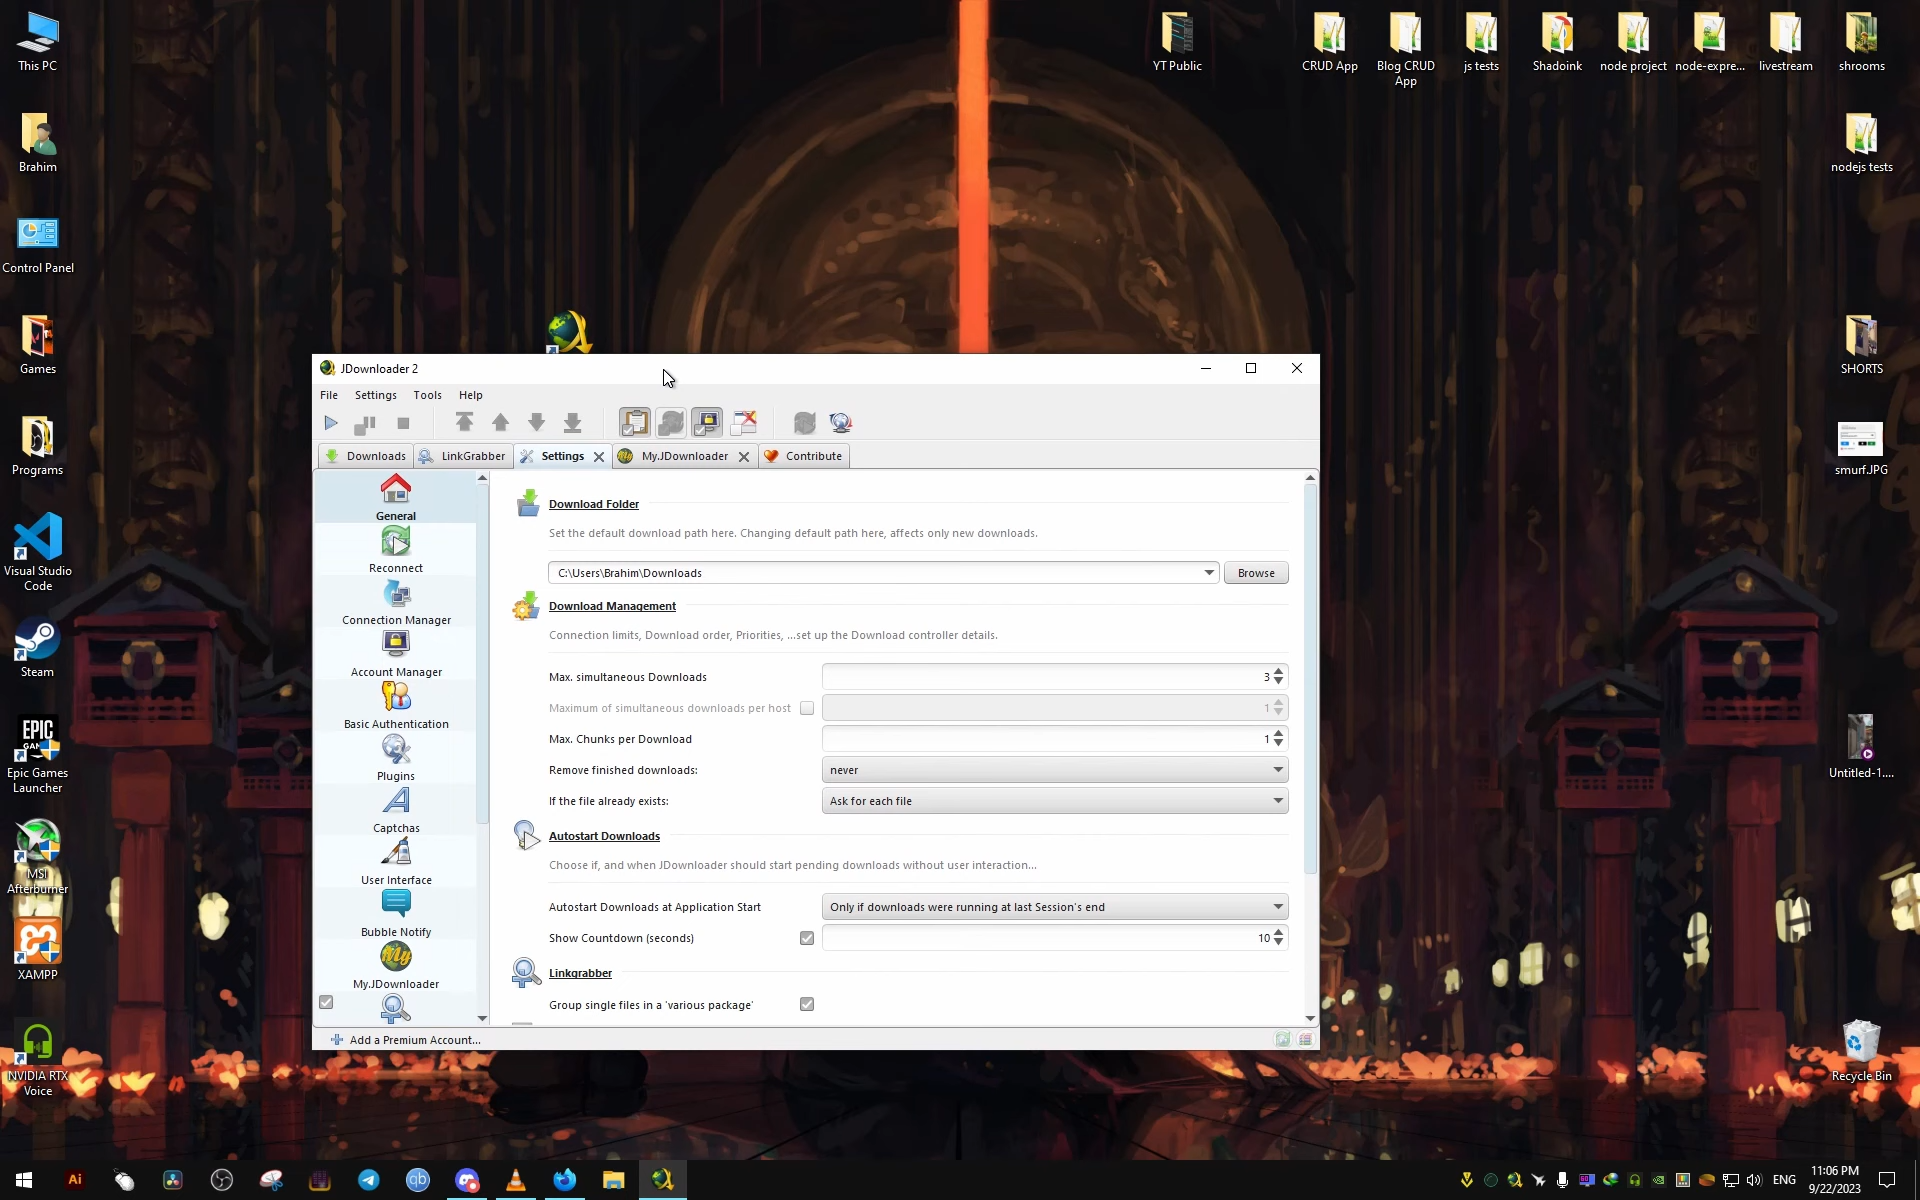 This PC
Brahim
Control Panel
Games
Programs
Visual Studio
Code
Steam
EPIC
GAM
Epic Games
Launcher
MSI
Afterburner
XAMPP
NVIDIA RTX
Voice
YT Public
CRUD App
Blog CRUD
App
js tests
Shadoink
node project
node-expre...
livestream
shrooms
nodejs tests
SHORTS
smurf.JPG
Untitled-1....
Recycle Bin
JDownloader 2
File Settings Tools Help
Downloads LinkGrabber Settings My.JDownloader Contribute
General
Reconnect
Connection Manager
Account Manager
Basic Authentication
Plugins
Captchas
User Interface
Bubble Notify
My
My.JDownloader
Download Folder
Set the default download path here. Changing default path here, affects only new downloads.
C:\Users\Brahim\Downloads Browse
Download Management
Connection limits, Download order, Priorities, ...set up the Download controller details.
Max. simultaneous Downloads 3
Maximum of simultaneous downloads per host 1
Max. Chunks per Download 1
Remove finished downloads: never
If the file already exists: Ask for each file
Autostart Downloads
Choose if, and when JDownloader should start pending downloads without user interaction...
Autostart Downloads at Application Start Only if downloads were running at last Session's end
Show Countdown (seconds) 10
Linkgrabber
Group single files in a 'various package'
Add a Premium Account...
Ai
qb
ENG
11:06 PM
9/22/2023